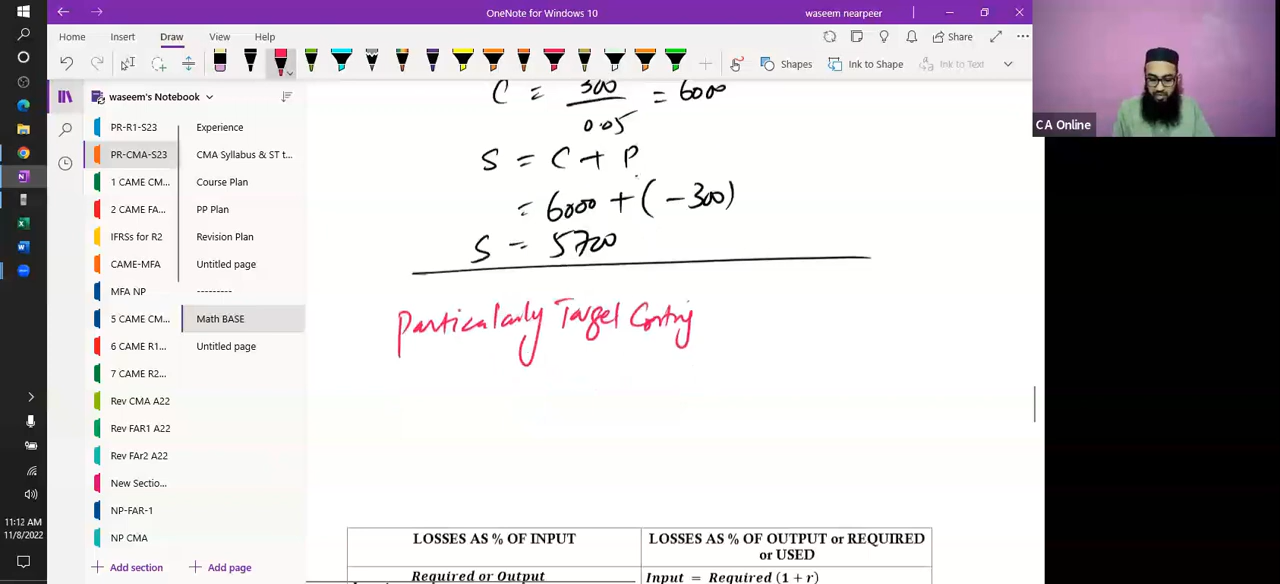 OneNote for Windows 10
waseem nearpeer
Home Insert Draw View Help
Share
Shapes
Ink to Shape
Ink to Text
waseem's Notebook
PR-R1-S23
PR-CMA-S23
1 CAME CM...
2 CAME FA...
IFRSs for R2
CAME-MFA
MFA NP
5 CAME CM...
6 CAME R1...
7 CAME R2...
Rev CMA A22
Rev FAR1 A22
Rev FAr2 A22
New Sectio...
NP-FAR-1
NP CMA
Add section
Experience
CMA Syllabus & ST t...
Course Plan
PP Plan
Revision Plan
Untitled page
---------
Math BASE
Untitled page
Add page
C = 300 / 0.05 = 6000
S = C + P
= 6000 + (-300)
S = 5700
Particularly Target Costing
LOSSES AS % OF INPUT
Required or Output
LOSSES AS % OF OUTPUT or REQUIRED
or USED
Input = Required (1 + r)
CA Online
11:12 AM
11/8/2022